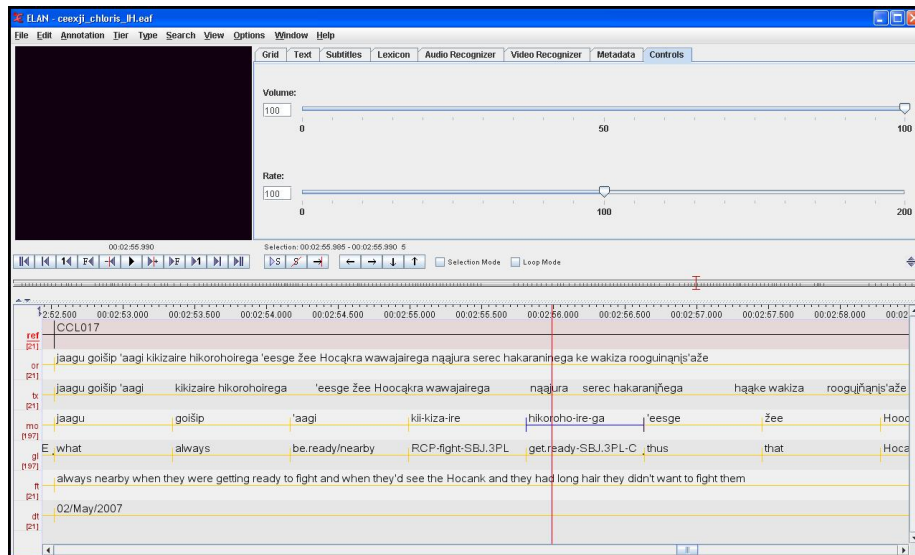 ELAN - ceexji_chloris_IH.eaf
File Edit Annotation Tier Type Search View Options Window Help
Grid Text Subtitles Lexicon Audio Recognizer Video Recognizer Metadata Controls
Volume:
100
0 50 100
Rate:
100
0 100 200
00:02:55.990
Selection: 00:02:55.985 - 00:02:55.990 5
Selection Mode Loop Mode
2:52.500 00:02:53.000 00:02:53.500 00:02:54.000 00:02:54.500 00:02:55.000 00:02:55.500 00:02:56.000 00:02:56.500 00:02:57.000 00:02:57.500 00:02:58.000 00:02
ref [21] CCL017
or [21] jaagu goišip 'aagi kikizaire hikorohoirega 'eesge žee Hocąkra wawajairega nąąjura serec hakaraninega ke wakiza rooguinąnįs'aže
tx [21] jaagu goišip 'aagi kikizaire hikorohoirega 'eesge žee Hoocąkra wawajairega nąąjura serec hakaranįñega hąąke wakiza roogųįñąnįs'aže
mo [197] jaagu goišip 'aagi kii-kiza-ire hikoroho-ire-ga 'eesge žee Hooc
gl [197] E. what always be.ready/nearby RCP-fight-SBJ.3PL get.ready-SBJ.3PL-C thus that Hoca
ft [21] always nearby when they were getting ready to fight and when they'd see the Hocank and they had long hair they didn't want to fight them
dt [21] 02/May/2007